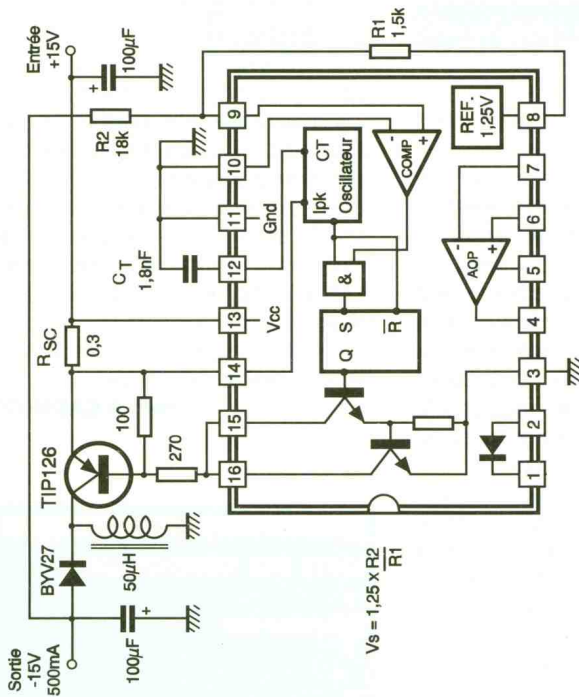 Entrée
+15V
+
100µF
R2
18k
R1
1,5k
CT
1,8nF
RSC
0,3
100
270
TIP126
BYV27
50µH
Sortie
-15V
500mA
100µF
+
9
10
11
12
13
14
15
16
Gnd
Vcc
Ipk CT
Oscillateur
-
+
COMP
&
S
R
Q
REF.
1,25V
-
+
AOP
8
7
6
5
4
3
2
1
Vs = 1,25 x R2/R1